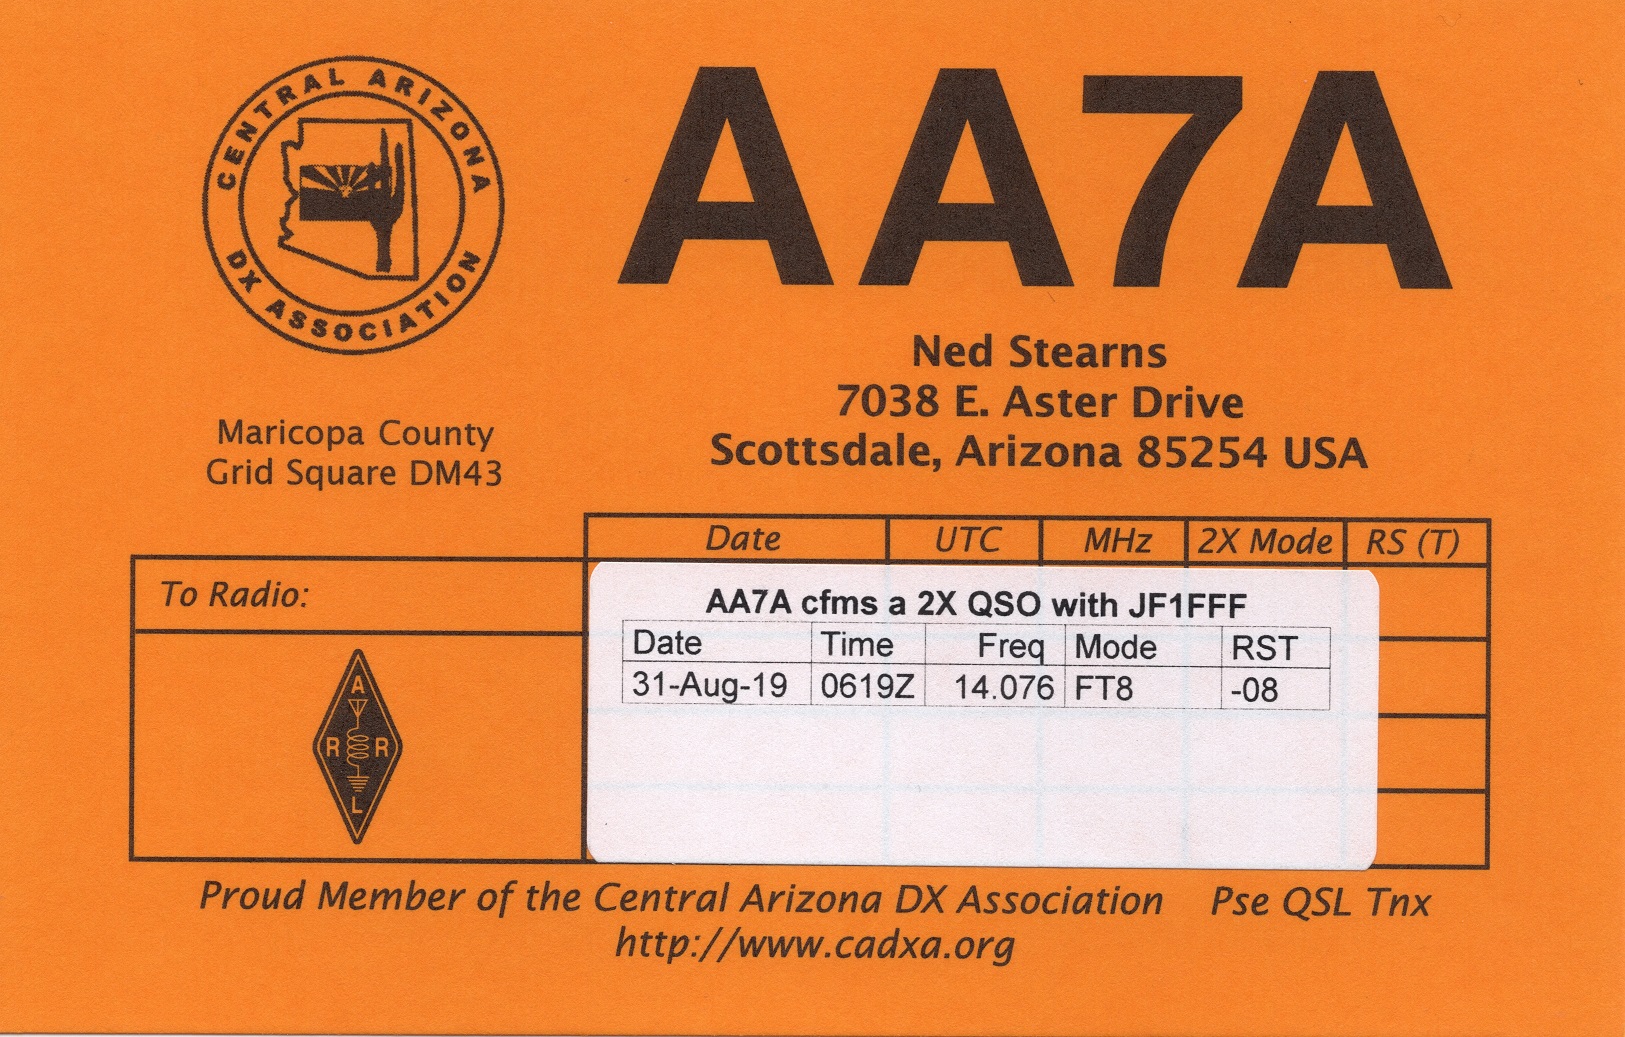 CENTRAL ARIZONA
DX ASSOCIATION
AA7A
Ned Stearns
7038 E. Aster Drive
Scottsdale, Arizona 85254 USA
Maricopa County
Grid Square DM43
Date UTC MHz 2X Mode RS (T)
To Radio:
AA7A cfms a 2X QSO with JF1FFF
Date Time Freq Mode RST
31-Aug-19 0619Z 14.076 FT8 -08
A
R R
L
Proud Member of the Central Arizona DX Association Pse QSL Tnx
http://www.cadxa.org